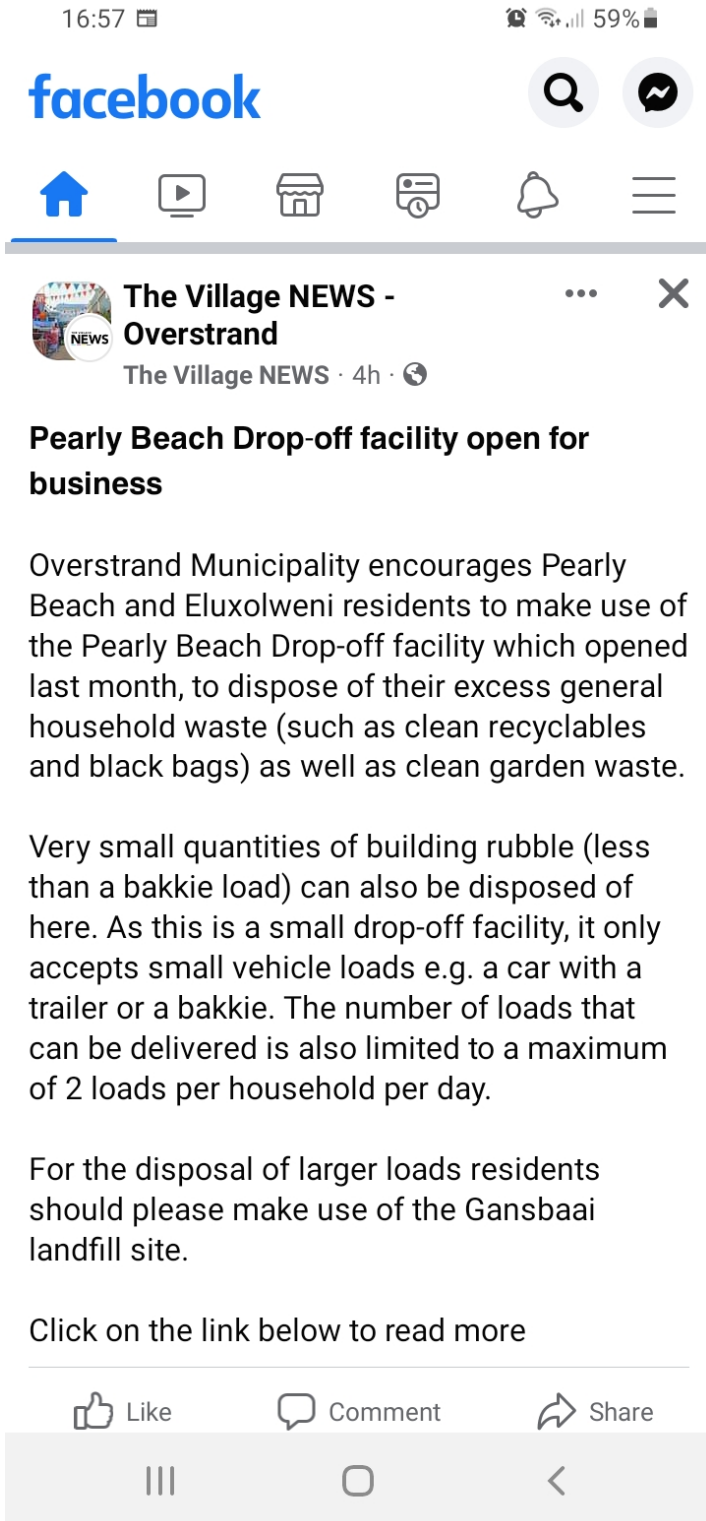 16:57 59%
facebook
The Village NEWS -
NEWS Overstrand
The Village NEWS · 4h ·
Pearly Beach Drop-off facility open for
business
Overstrand Municipality encourages Pearly
Beach and Eluxolweni residents to make use of
the Pearly Beach Drop-off facility which opened
last month, to dispose of their excess general
household waste (such as clean recyclables
and black bags) as well as clean garden waste.
Very small quantities of building rubble (less
than a bakkie load) can also be disposed of
here. As this is a small drop-off facility, it only
accepts small vehicle loads e.g. a car with a
trailer or a bakkie. The number of loads that
can be delivered is also limited to a maximum
of 2 loads per household per day.
For the disposal of larger loads residents
should please make use of the Gansbaai
landfill site.
Click on the link below to read more
Like Comment Share